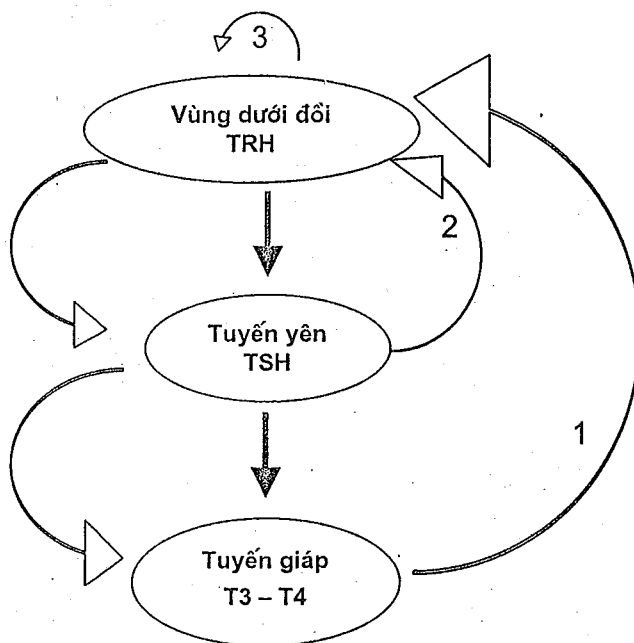 3
Vùng dưới đồi
TRH
2
Tuyến yên
TSH
1
Tuyến giáp
T3 – T4